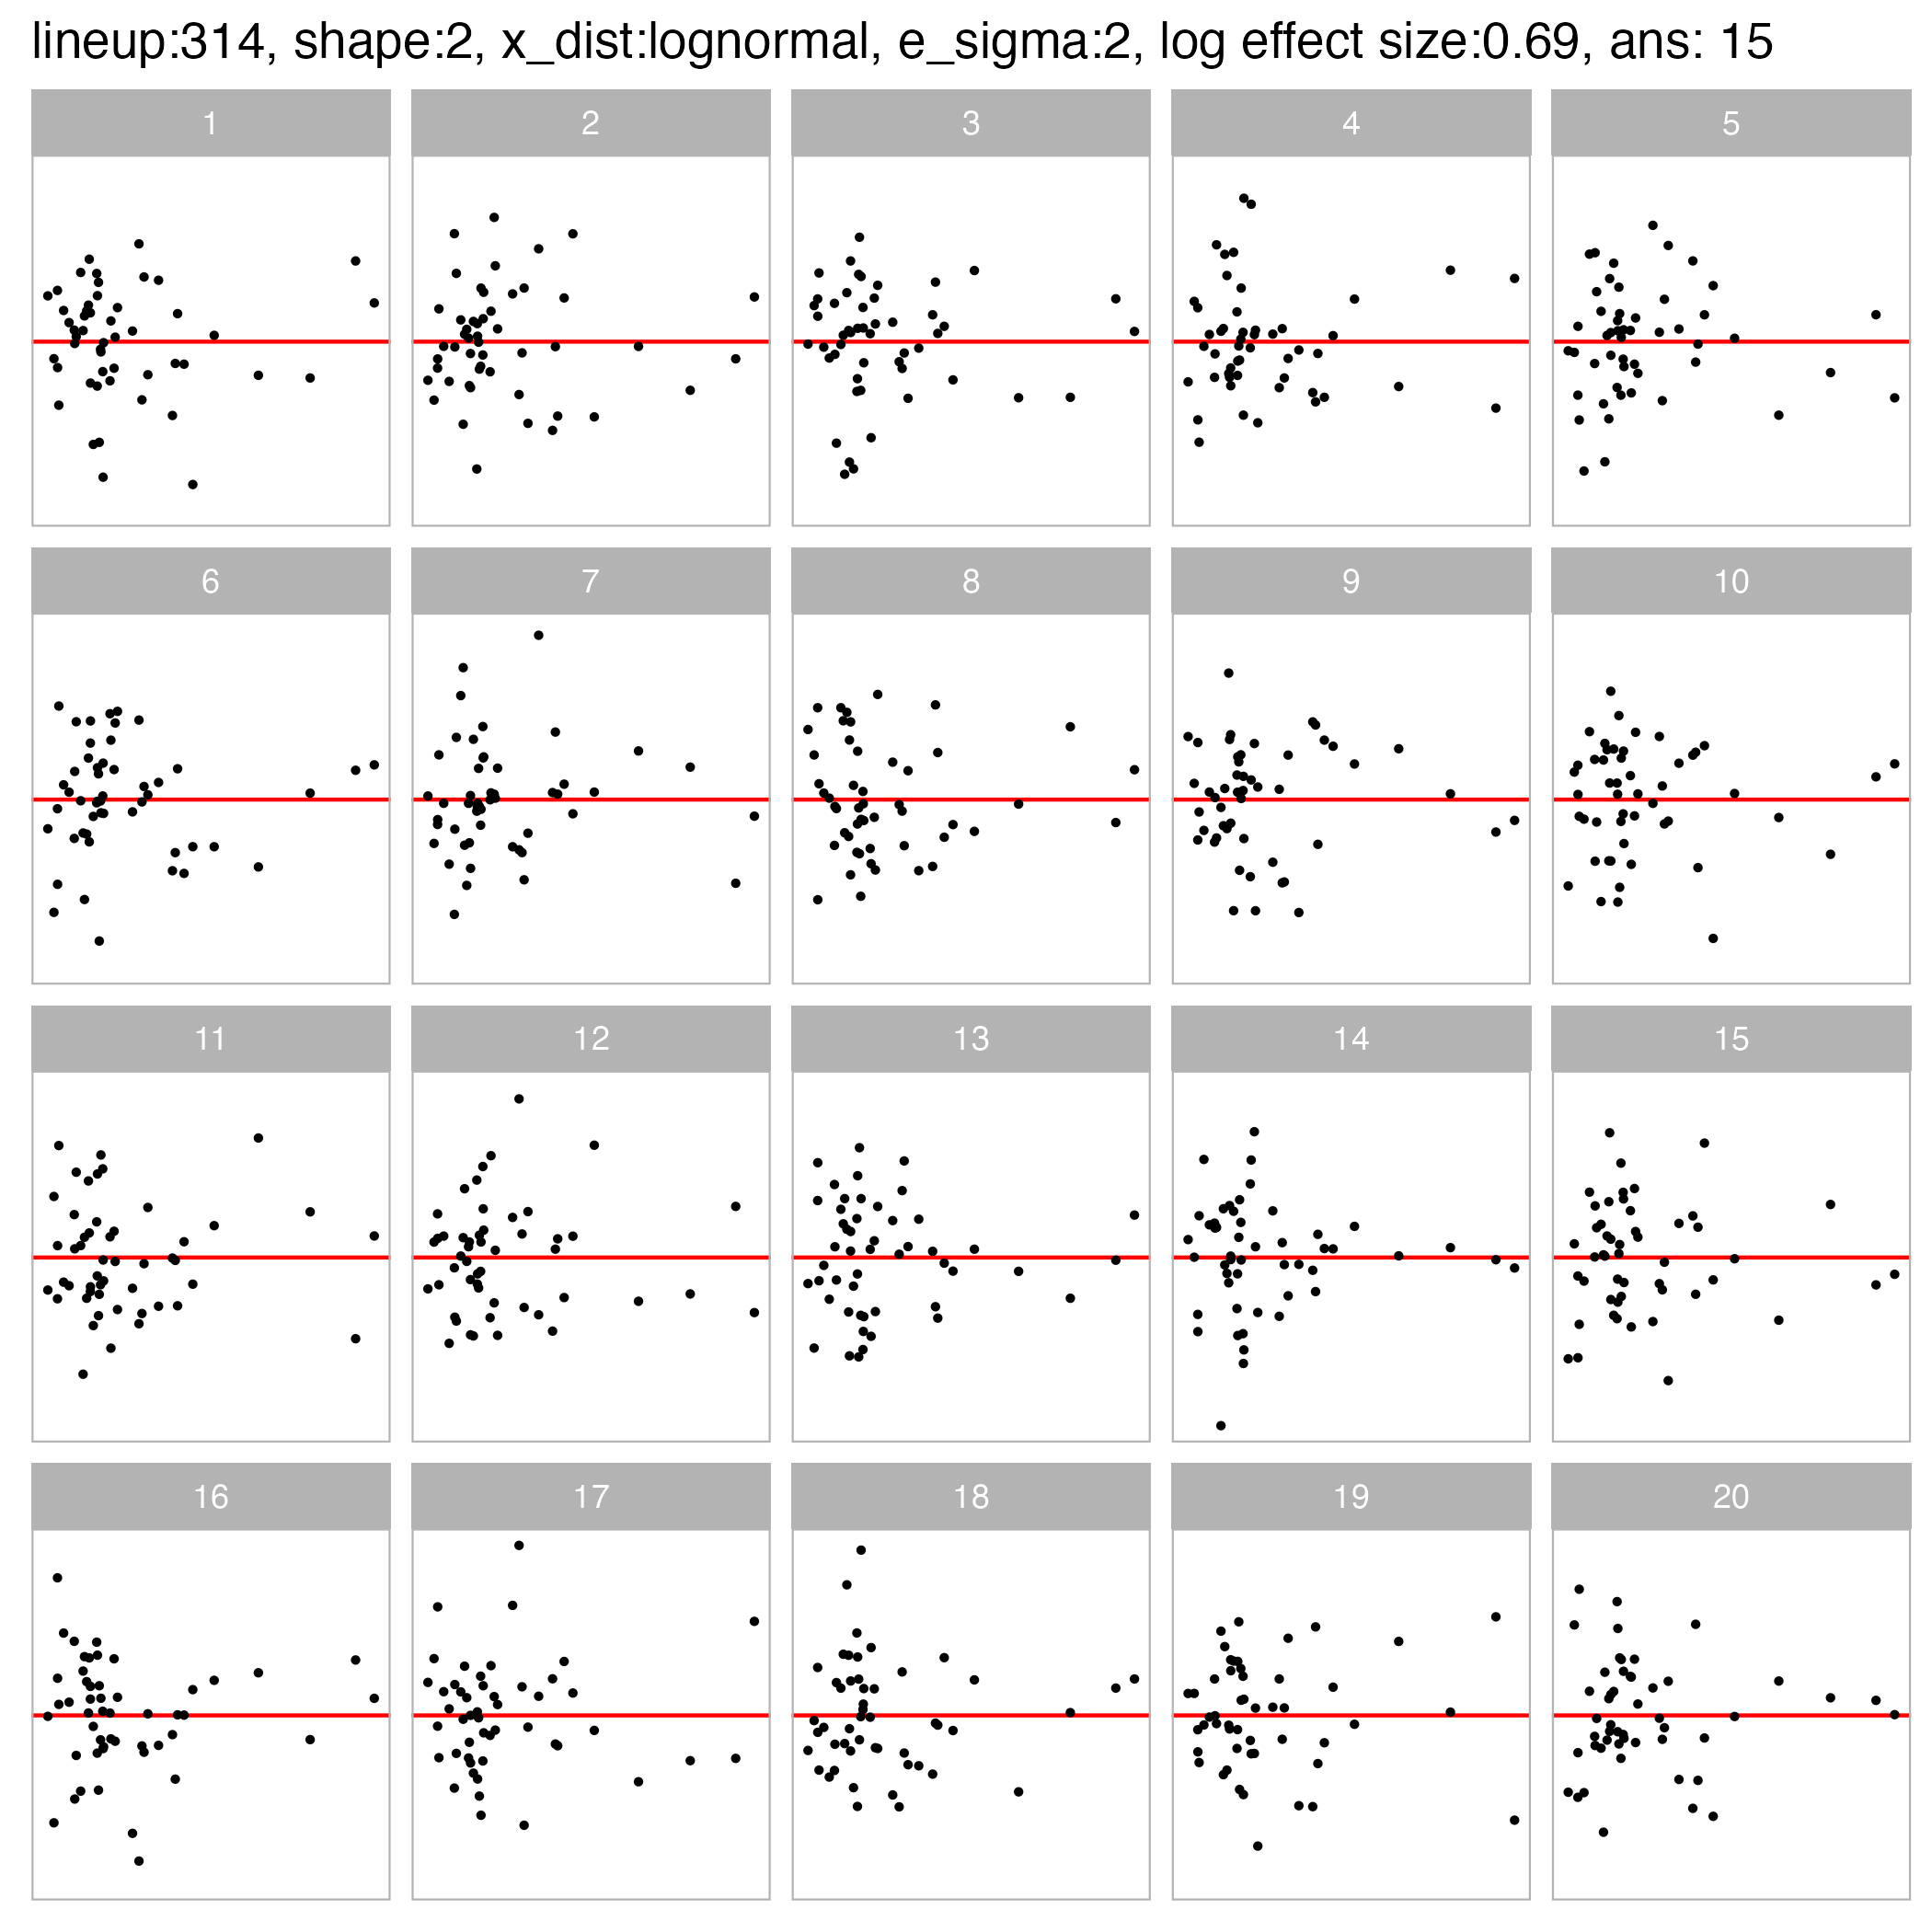 lineup:314, shape:2, x_dist:lognormal, e_sigma:2, log effect size:0.69, ans: 15
1 2 3 4 5
6 7 8 9 10
11 12 13 14 15
16 17 18 19 20